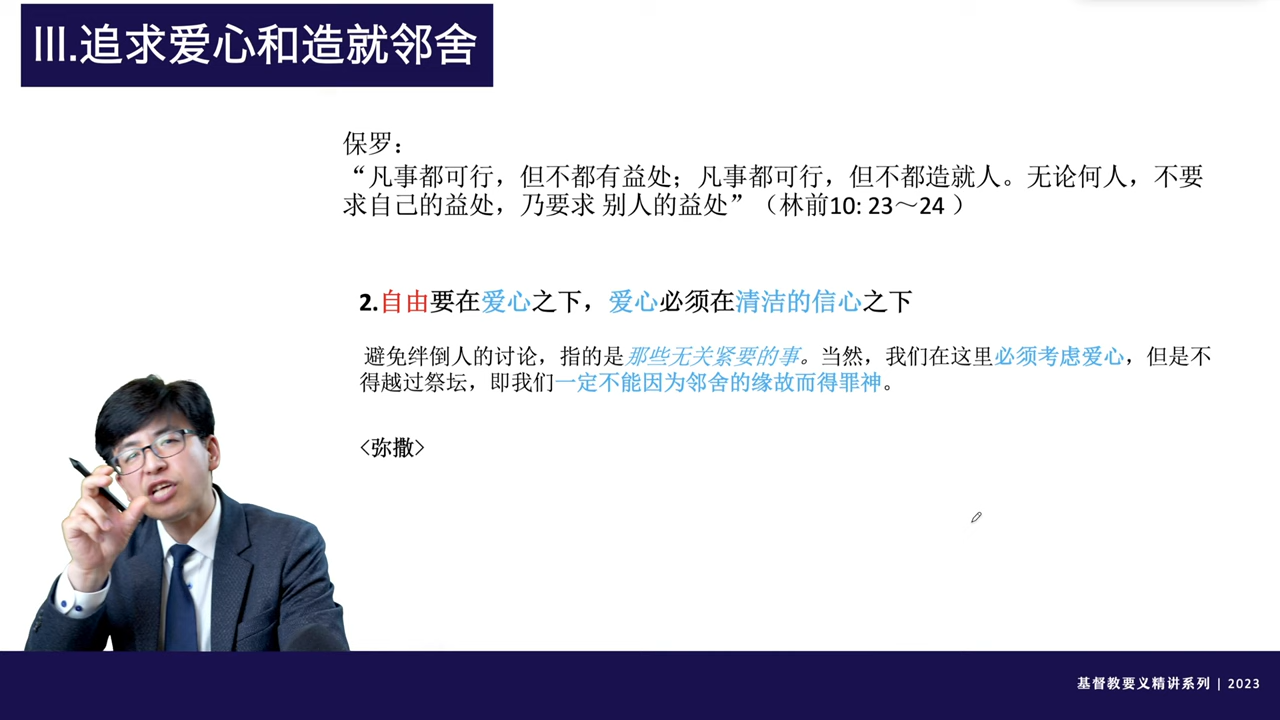 III.追求爱心和造就邻舍
保罗：
“凡事都可行，但不都有益处；凡事都可行，但不都造就人。无论何人，不要
求自己的益处，乃要求 别人的益处”（林前10: 23～24 ）
2.自由要在爱心之下，爱心必须在清洁的信心之下
避免绊倒人的讨论，指的是那些无关紧要的事。当然，我们在这里必须考虑爱心，但是不
得越过祭坛，即我们一定不能因为邻舍的缘故而得罪神。
<弥撒>
基督教要义精讲系列 | 2023